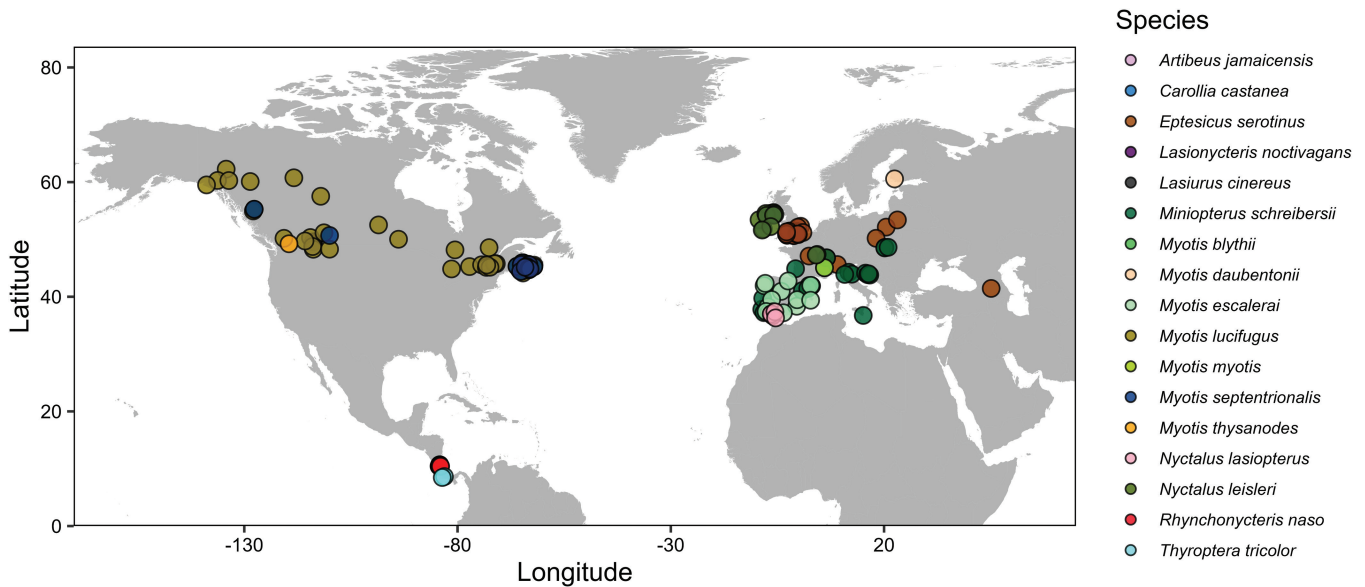 Species
80
60
40
20
0
Latitude
-130
-80
-30
20
Longitude
Artibeus jamaicensis
Carollia castanea
Eptesicus serotinus
Lasionycteris noctivagans
Lasiurus cinereus
Miniopterus schreibersii
Myotis blythii
Myotis daubentonii
Myotis escalerai
Myotis lucifugus
Myotis myotis
Myotis septentrionalis
Myotis thysanodes
Nyctalus lasiopterus
Nyctalus leisleri
Rhynchonycteris naso
Thyroptera tricolor